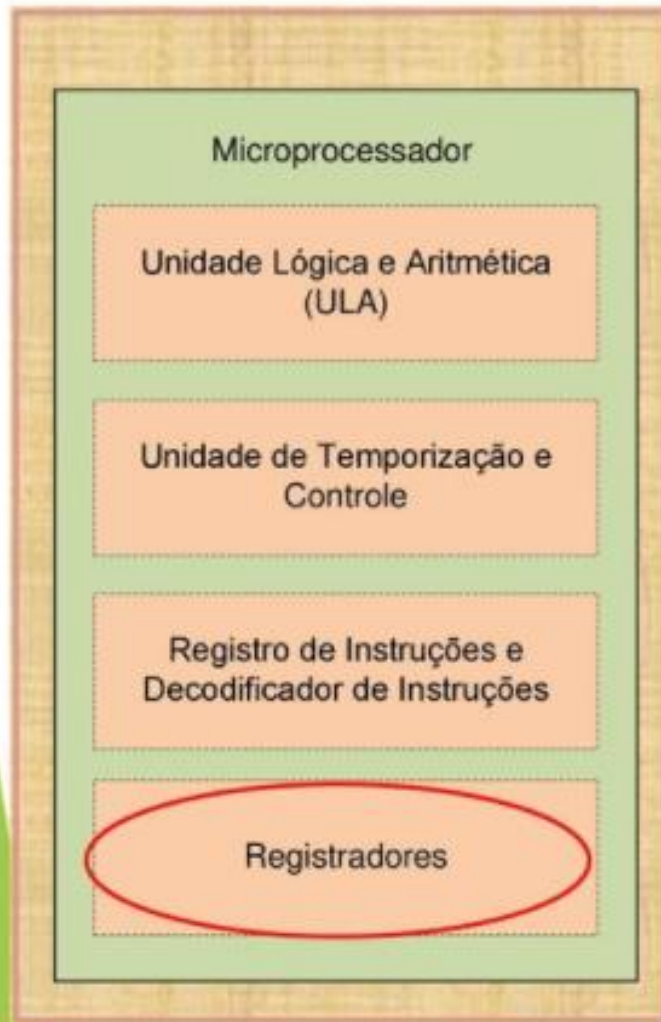 Microprocessador
Unidade Lógica e Aritmética
(ULA)
Unidade de Temporização e
Controle
Registro de Instruções e
Decodificador de Instruções
Registradores